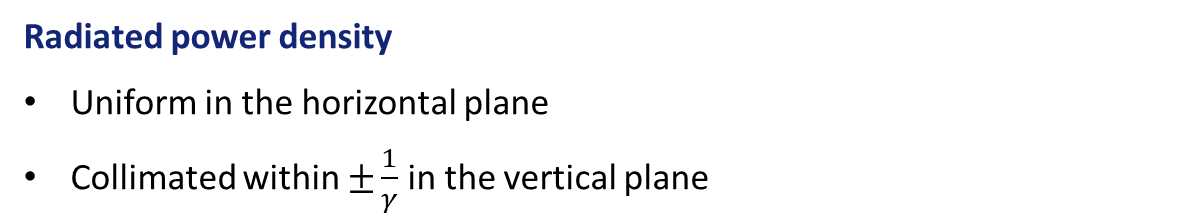 Radiated power density
• Uniform in the horizontal plane
• Collimated within ± 1/γ in the vertical plane